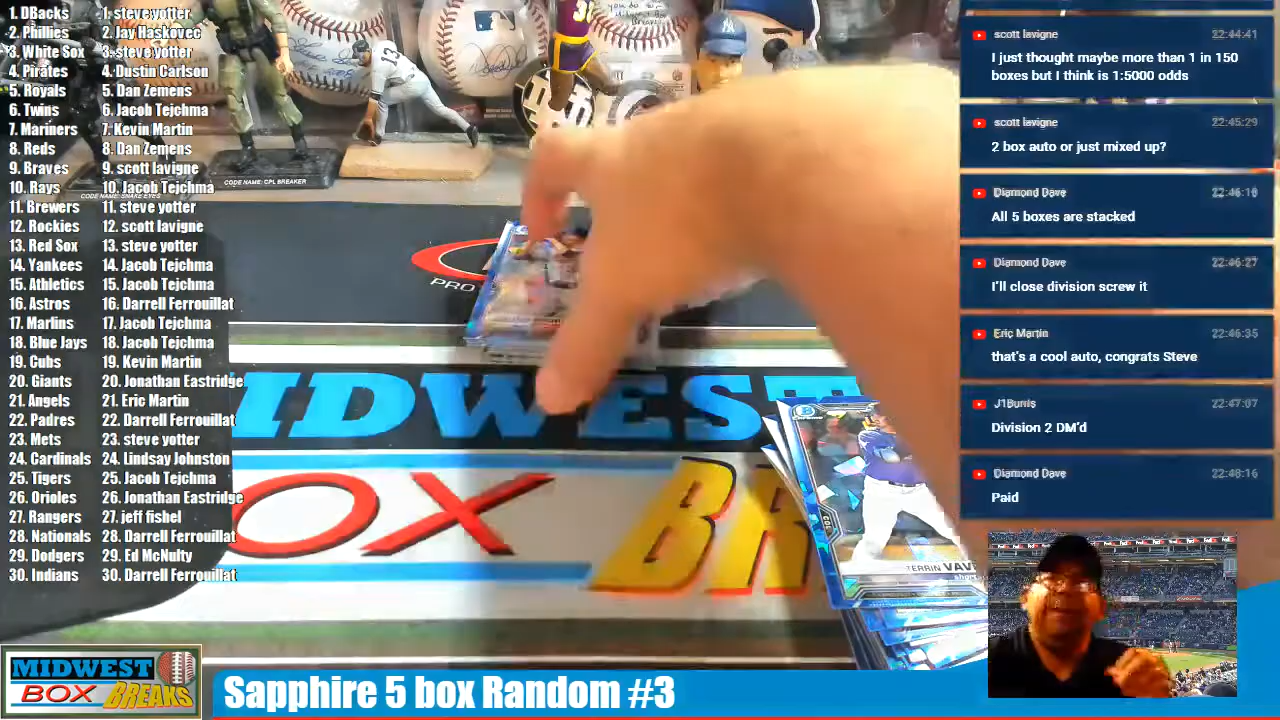 1. DBacks 1. steve yotter
2. Phillies 2. Jay Haskovec
3. White Sox 3. steve yotter
4. Pirates 4. Dustin Carlson
5. Royals 5. Dan Zemens
6. Twins 6. Jacob Tejchma
7. Mariners 7. Kevin Martin
8. Reds 8. Dan Zemens
9. Braves 9. scott lavigne
10. Rays 10. Jacob Tejchma
11. Brewers 11. steve yotter
12. Rockies 12. scott lavigne
13. Red Sox 13. steve yotter
14. Yankees 14. Jacob Tejchma
15. Athletics 15. Jacob Tejchma
16. Astros 16. Darrell Ferrouillat
17. Marlins 17. Jacob Tejchma
18. Blue Jays 18. Jacob Tejchma
19. Cubs 19. Kevin Martin
20. Giants 20. Jonathan Eastridge
21. Angels 21. Eric Martin
22. Padres 22. Darrell Ferrouillat
23. Mets 23. steve yotter
24. Cardinals 24. Lindsay Johnston
25. Tigers 25. Jacob Tejchma
26. Orioles 26. Jonathan Eastridge
27. Rangers 27. jeff fishel
28. Nationals 28. Darrell Ferrouillat
29. Dodgers 29. Ed McNulty
30. Indians 30. Darrell Ferrouillat
CODE NAME: CPL BREAKER
CODE NAME: SNAKE EYES
13
PRO
IDWEST
OX BR
TERRIN VAV
scott lavigne 22:44:41
I just thought maybe more than 1 in 150
boxes but I think is 1:5000 odds
scott lavigne 22:45:29
2 box auto or just mixed up?
Diamond Dave 22:46:18
All 5 boxes are stacked
Diamond Dave 22:46:27
I'll close division screw it
Eric Martin 22:46:35
that's a cool auto, congrats Steve
J1Burns 22:47:07
Division 2 DM'd
Diamond Dave 22:48:16
Paid
MIDWEST
BOX BREAKS
Sapphire 5 box Random #3